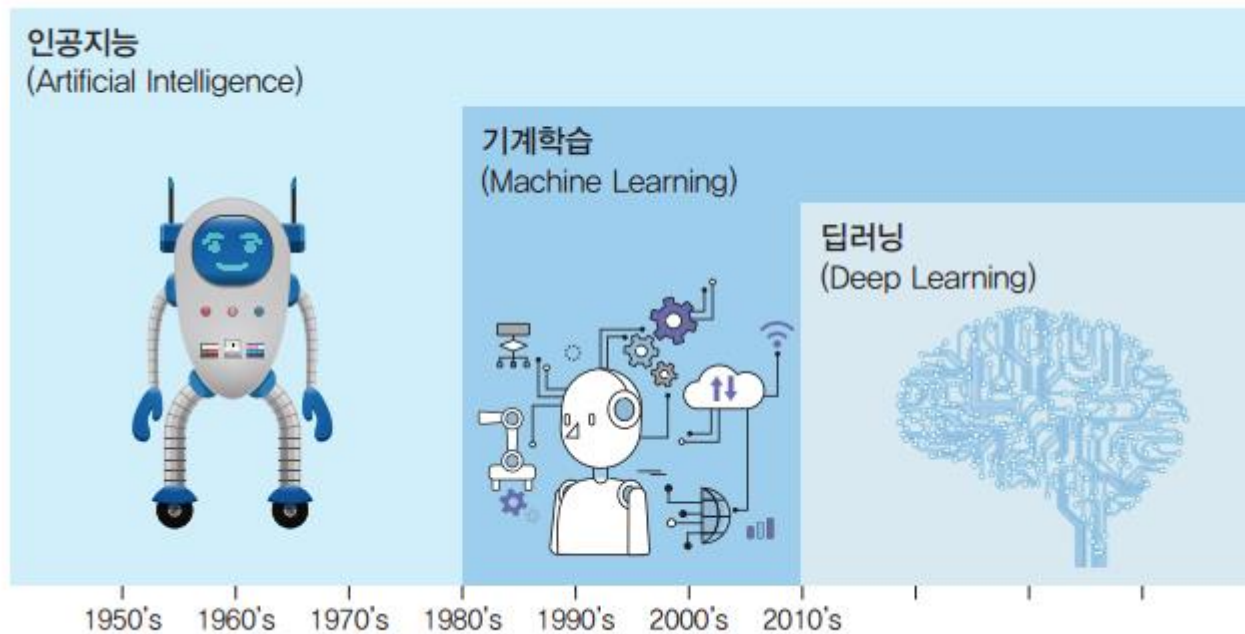 인공지능
(Artificial Intelligence)
기계학습
(Machine Learning)
딥러닝
(Deep Learning)
1950's 1960's 1970's 1980's 1990's 2000's 2010's